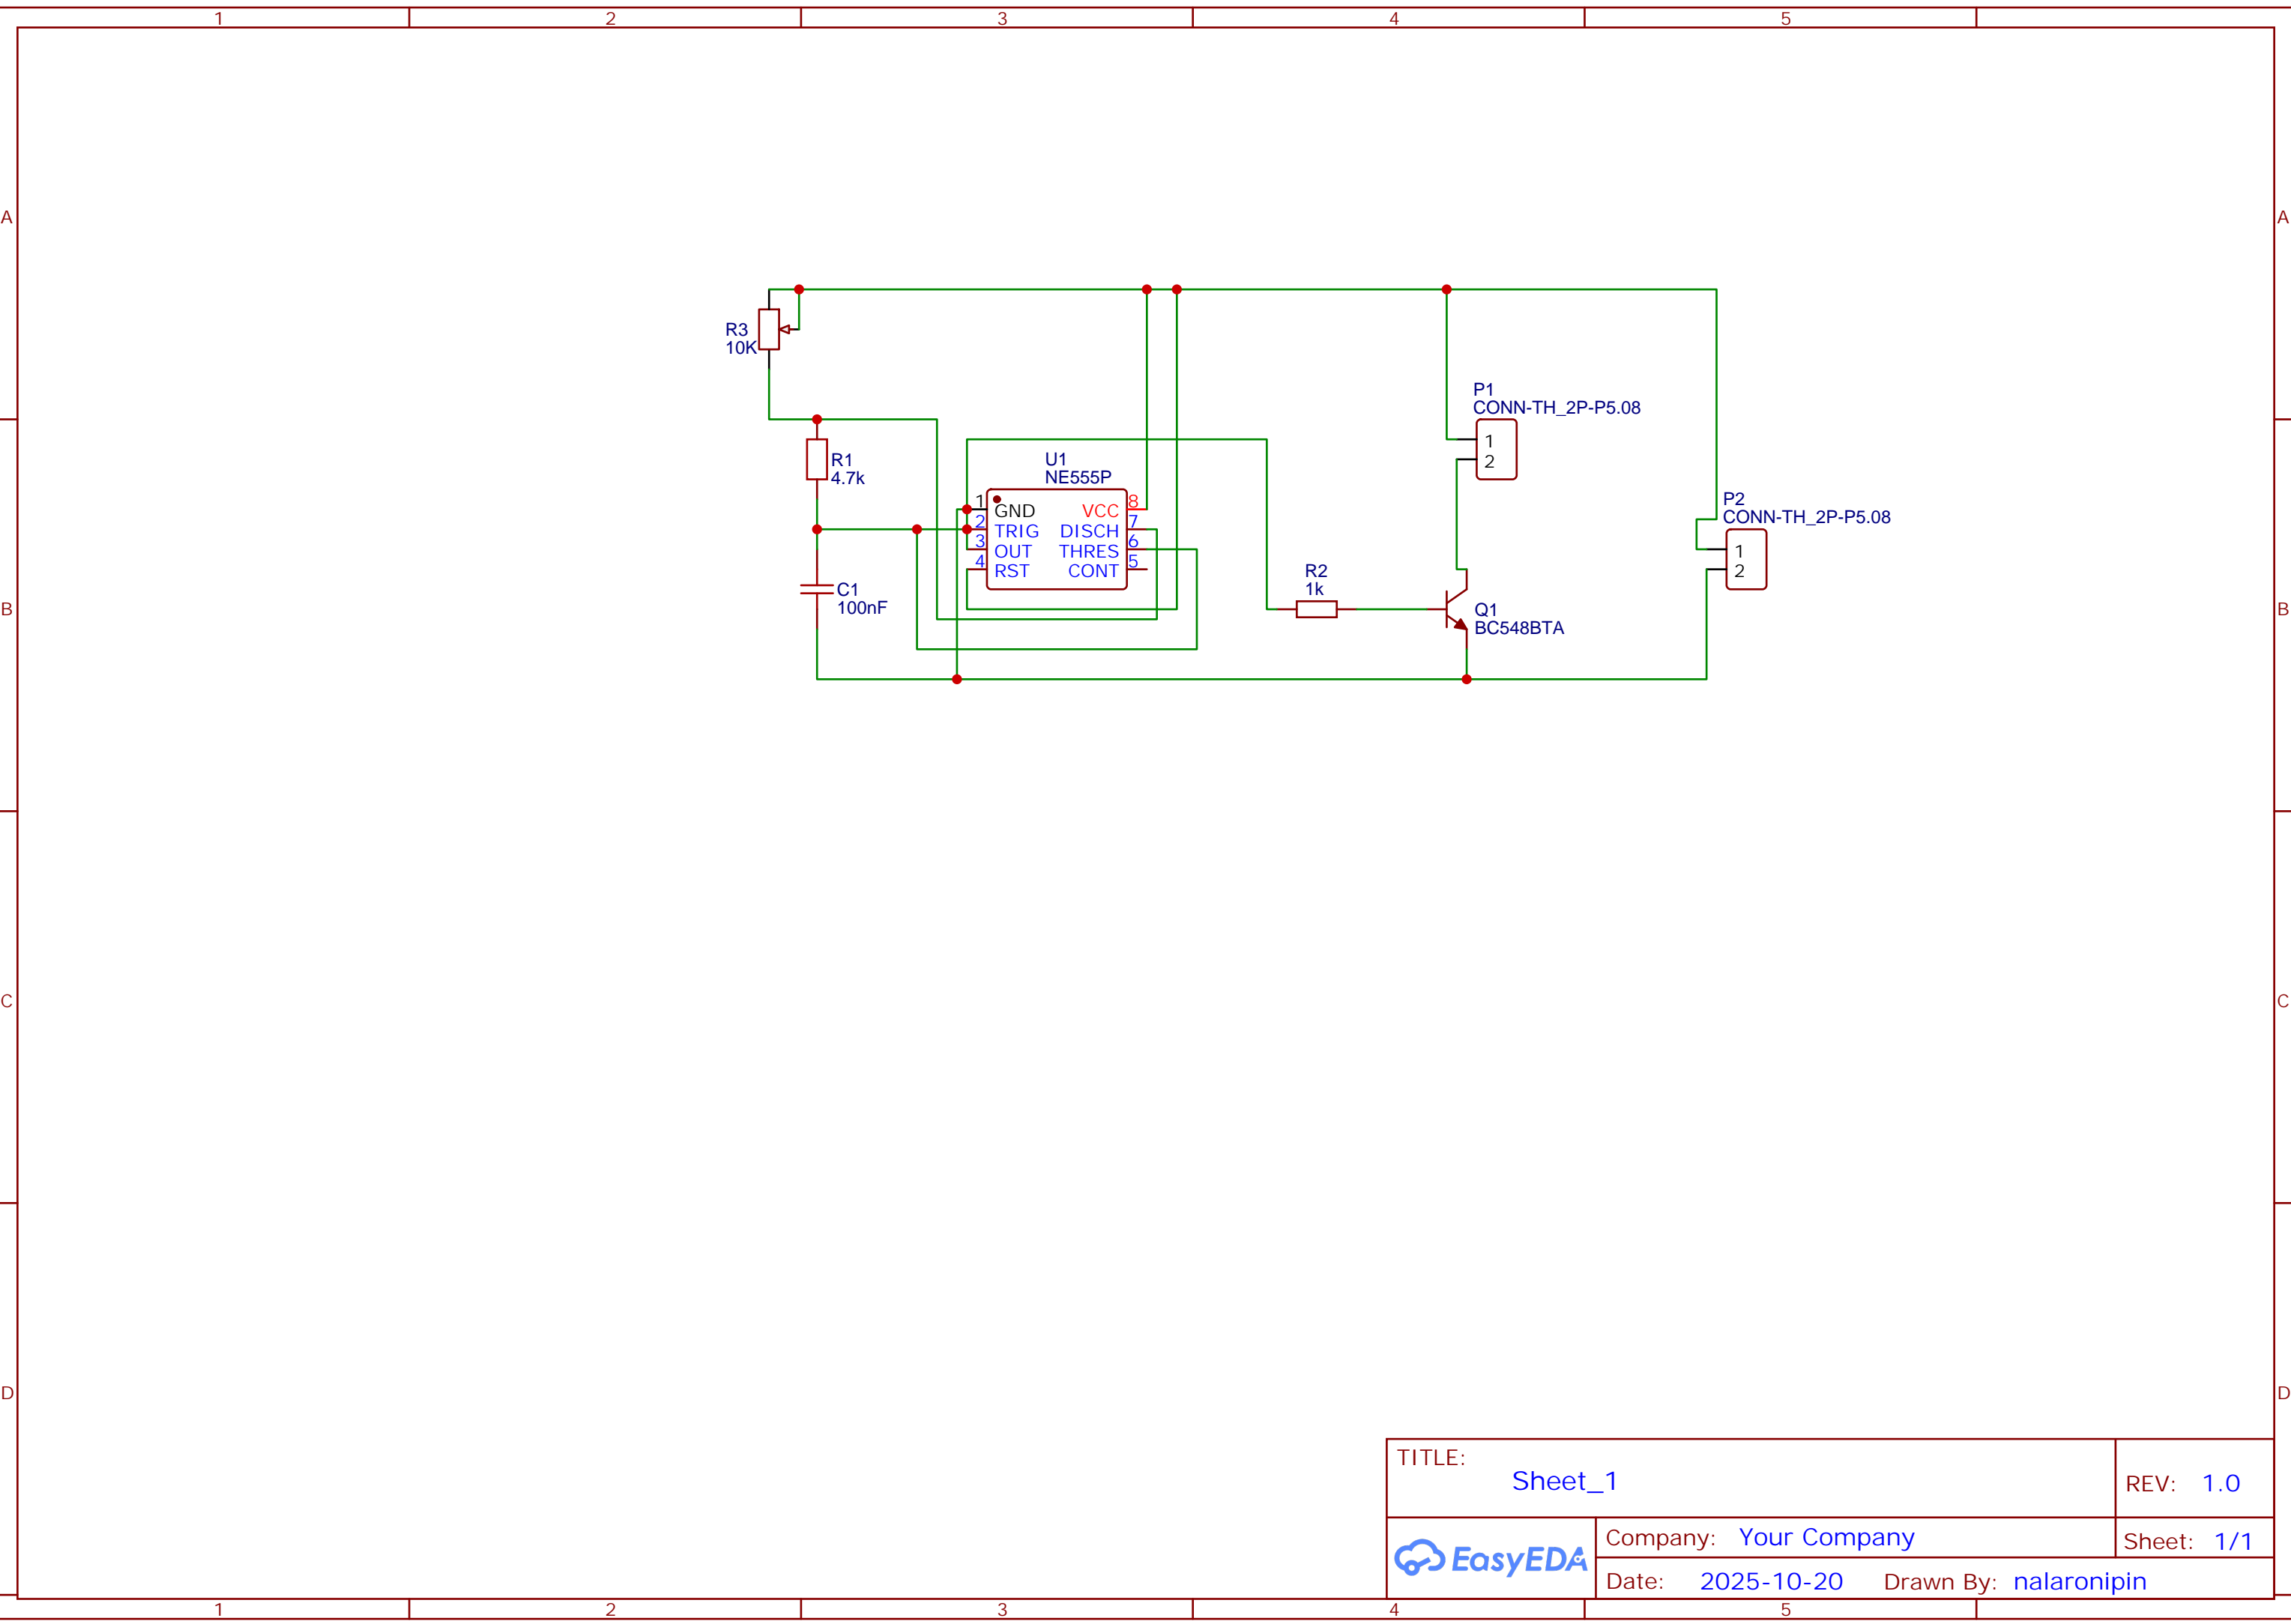 1 2 3 4 5
A A
R3
10K
P1
CONN-TH_2P-P5.08
1
2
R1
4.7k
U1
NE555P
1 GND VCC 8
2 TRIG DISCH 7
3 OUT THRES 6
4 RST CONT 5
P2
CONN-TH_2P-P5.08
1
2
R2
1k
C1
100nF
Q1
BC548BTA
B B
C C
D D
TITLE:
Sheet_1
REV: 1.0
EasyEDA
Company: Your Company
Sheet: 1/1
Date: 2025-10-20 Drawn By: nalaronipin
1 2 3 4 5